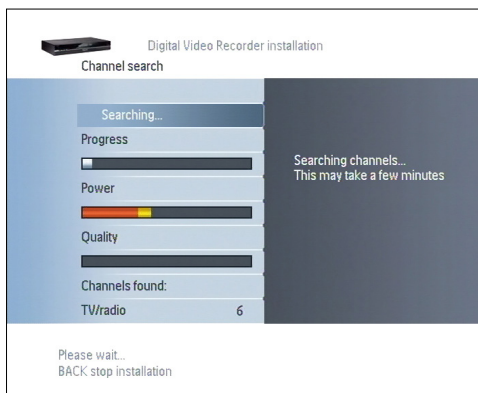 Digital Video Recorder installation
Channel search
Searching...
Progress
Power
Quality
Channels found:
TV/radio 6
Searching channels...
This may take a few minutes
Please wait...
BACK stop installation